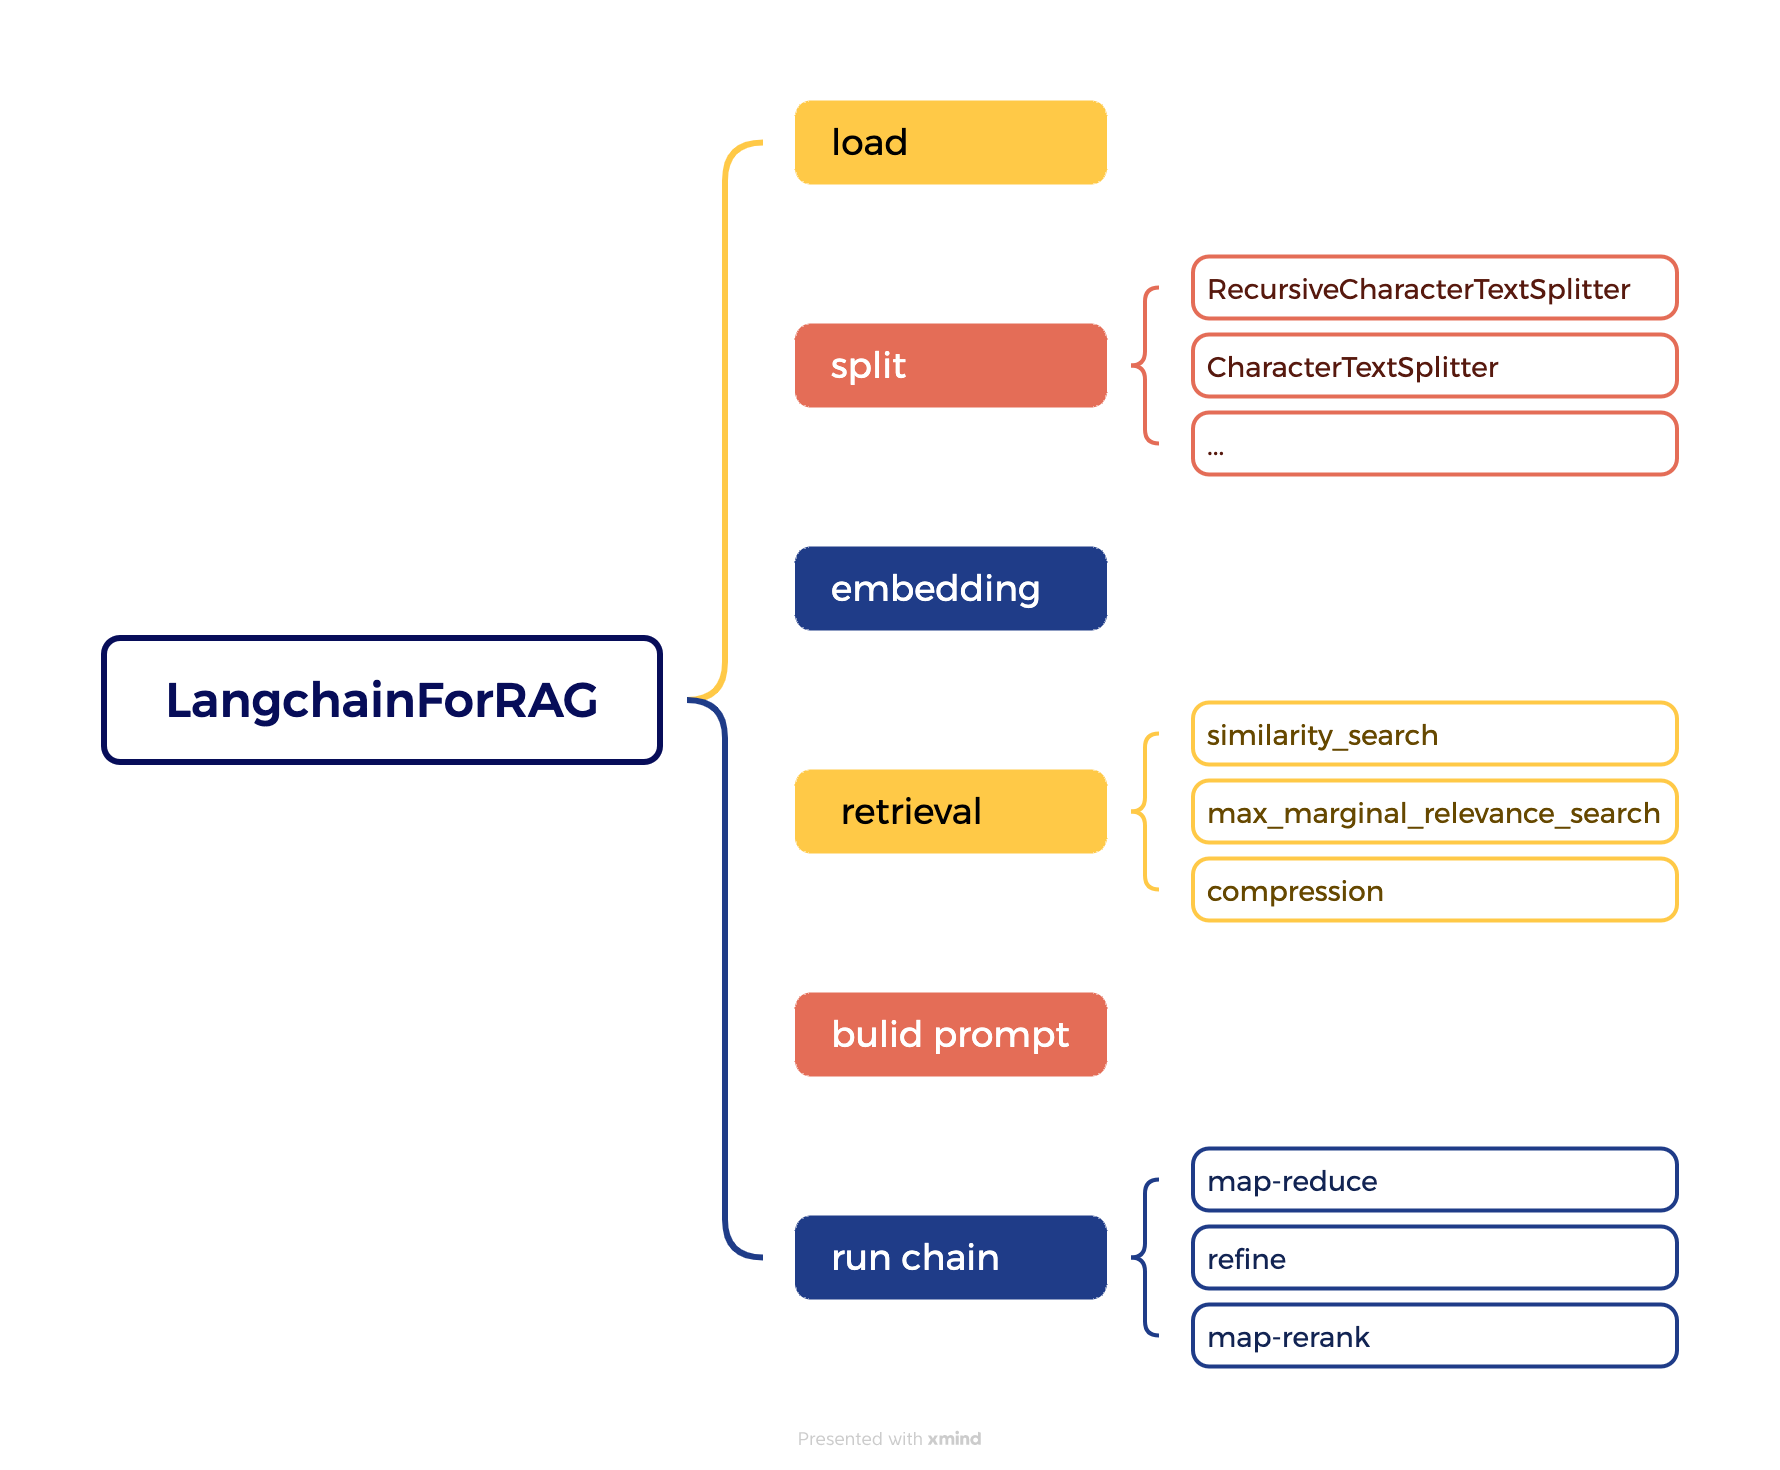 LangchainForRAG
load
split
RecursiveCharacterTextSplitter
CharacterTextSplitter
...
embedding
retrieval
similarity_search
max_marginal_relevance_search
compression
bulid prompt
run chain
map-reduce
refine
map-rerank
Presented with xmind